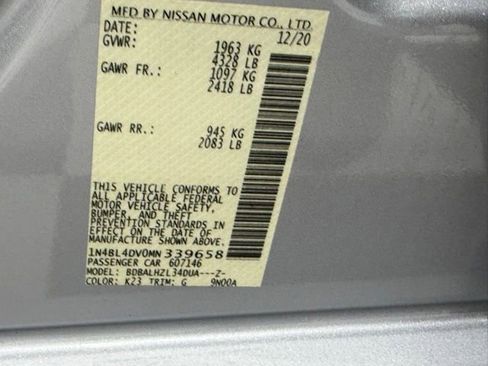 MFD BY NISSAN MOTOR CO., LTD.
DATE: 12/20
GVWR: 1963 KG
4328 LB
GAWR FR.: 1097 KG
2418 LB
GAWR RR.: 945 KG
2083 LB
THIS VEHICLE CONFORMS TO
ALL APPLICABLE FEDERAL
MOTOR VEHICLE SAFETY,
BUMPER, AND THEFT
PREVENTION STANDARDS IN
EFFECT ON THE DATE OF
MANUFACTURE SHOWN ABOVE.
1N4BL4DV0MN 339658
PASSENGER CAR 607146
MODEL: BDBALHZL34DUA---Z-
COLOR: K23 TRIM: G 9N00A